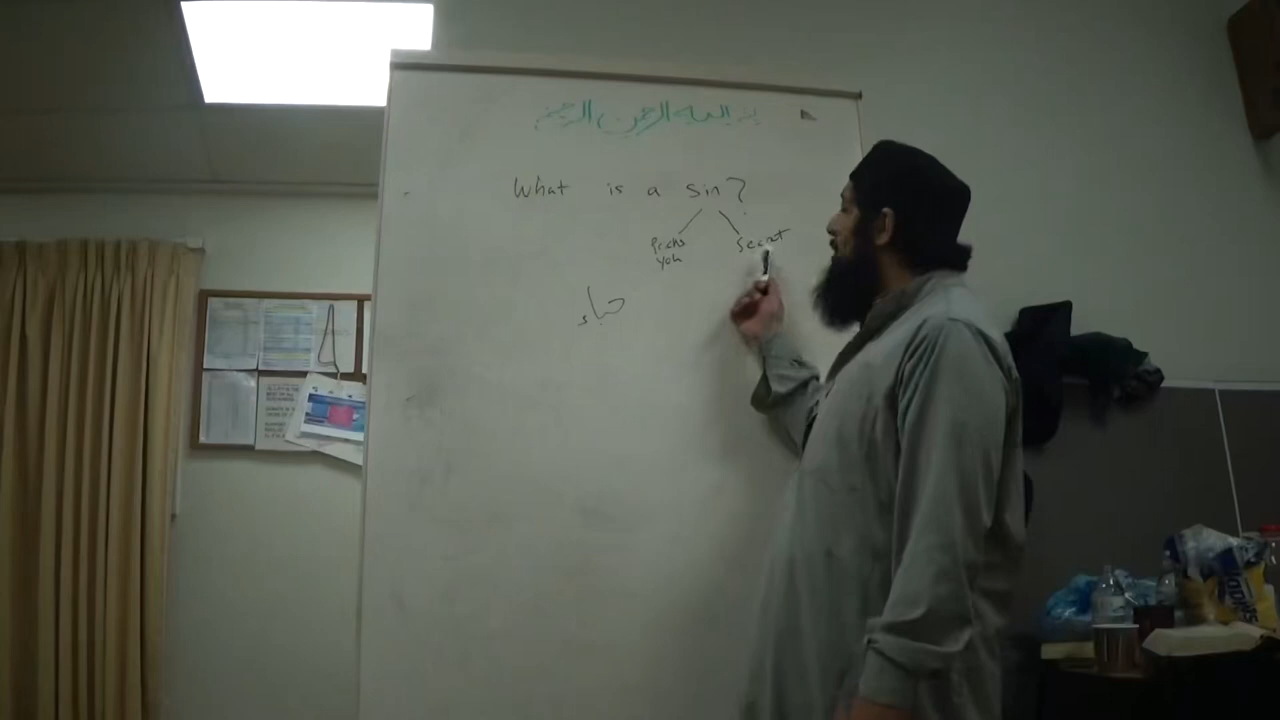 بسم الله الرحمن الرحيم
What is a sin?
Pricks Secret
you
حياء